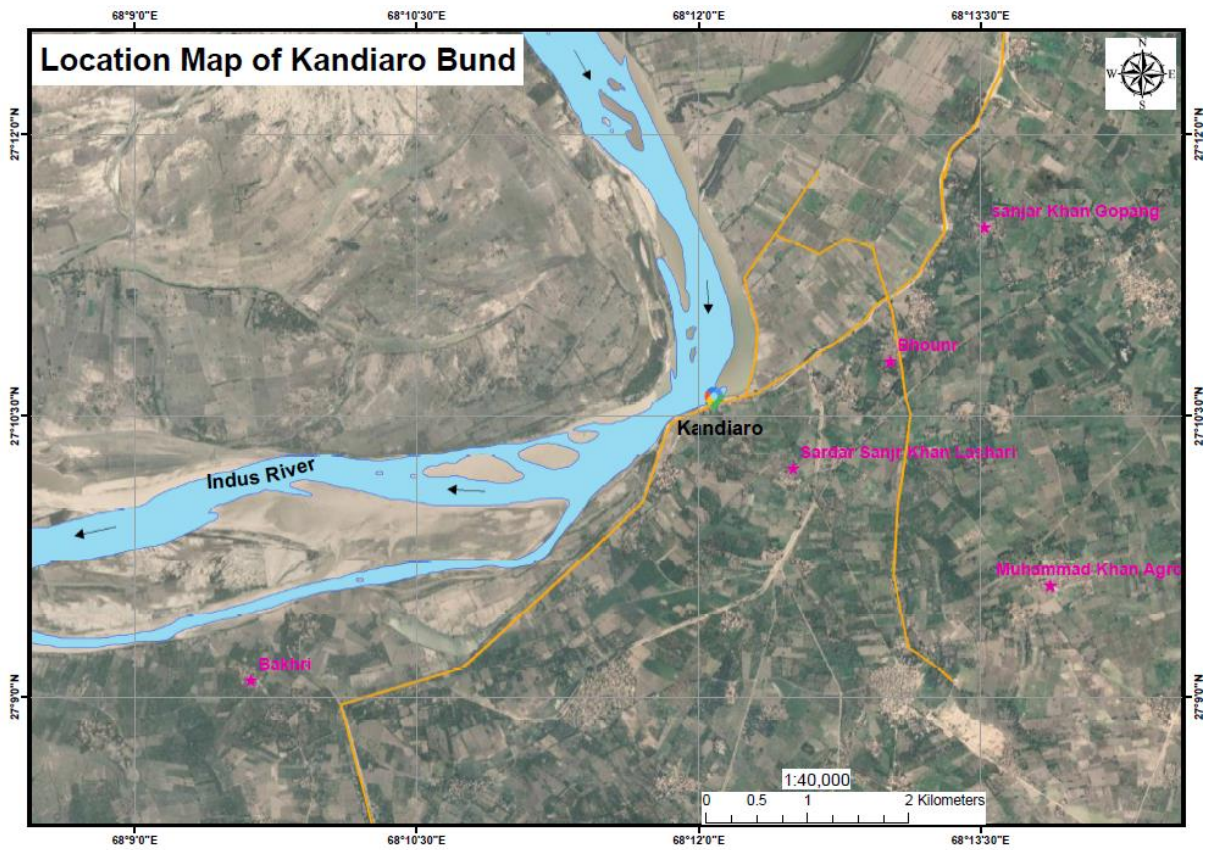 68°9'0"E
68°10'30"E
68°12'0"E
68°13'30"E
Location Map of Kandiaro Bund
N
W
E
S
27°12'0"N
27°12'0"N
sanjar Khan Gopang
Bhounr
27°10'30"N
27°10'30"N
Kandiaro
Sardar Sanjr Khan Lashari
Indus River
Muhammad Khan Agro
Bakhri
27°9'0"N
27°9'0"N
1:40,000
0 0.5 1 2 Kilometers
68°9'0"E
68°10'30"E
68°12'0"E
68°13'30"E